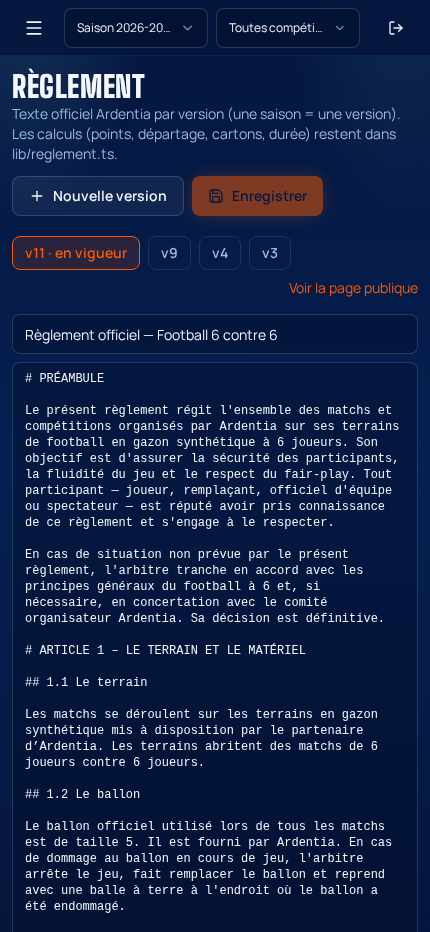 Saison 2026-20...
Toutes compéti...
RÈGLEMENT
Texte officiel Ardentia par version (une saison = une version).
Les calculs (points, départage, cartons, durée) restent dans
lib/reglement.ts.
Nouvelle version
Enregistrer
v11 · en vigueur
v9
v4
v3
Voir la page publique
Règlement officiel — Football 6 contre 6
# PRÉAMBULE
Le présent règlement régit l'ensemble des matchs et
compétitions organisés par Ardentia sur ses terrains
de football en gazon synthétique à 6 joueurs. Son
objectif est d'assurer la sécurité des participants,
la fluidité du jeu et le respect du fair-play. Tout
participant — joueur, remplaçant, officiel d'équipe
ou spectateur — est réputé avoir pris connaissance
de ce règlement et s'engage à le respecter.
En cas de situation non prévue par le présent
règlement, l'arbitre tranche en accord avec les
principes généraux du football à 6 et, si
nécessaire, en concertation avec le comité
organisateur Ardentia. Sa décision est définitive.
# ARTICLE 1 – LE TERRAIN ET LE MATÉRIEL
## 1.1 Le terrain
Les matchs se déroulent sur les terrains en gazon
synthétique mis à disposition par le partenaire
d’Ardentia. Les terrains abritent des matchs de 6
joueurs contre 6 joueurs.
## 1.2 Le ballon
Le ballon officiel utilisé lors de tous les matchs
est de taille 5. Il est fourni par Ardentia. En cas
de dommage au ballon en cours de jeu, l'arbitre
arrête le jeu, fait remplacer le ballon et reprend
avec une balle à terre à l'endroit où le ballon a
été endommagé.